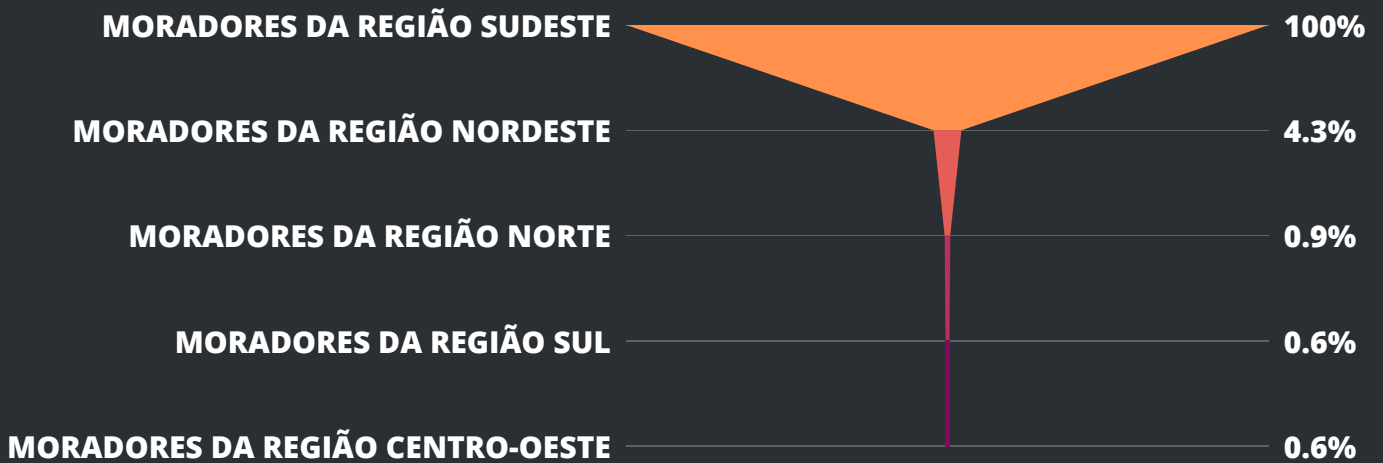 MORADORES DA REGIÃO SUDESTE 100%
MORADORES DA REGIÃO NORDESTE 4.3%
MORADORES DA REGIÃO NORTE 0.9%
MORADORES DA REGIÃO SUL 0.6%
MORADORES DA REGIÃO CENTRO-OESTE 0.6%